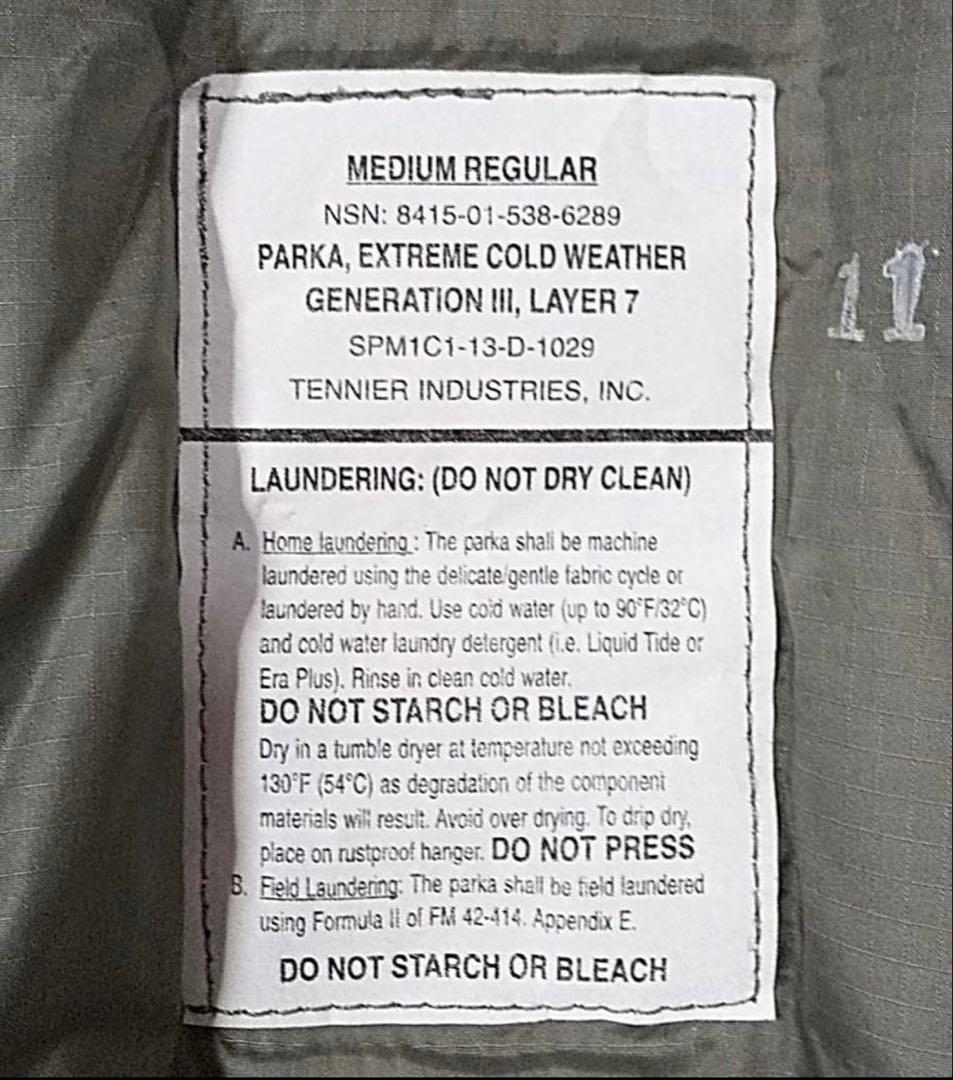 MEDIUM REGULAR
NSN: 8415-01-538-6289
PARKA, EXTREME COLD WEATHER
GENERATION III, LAYER 7
SPM1C1-13-D-1029
TENNIER INDUSTRIES, INC.
11
LAUNDERING: (DO NOT DRY CLEAN)
A. Home laundering : The parka shall be machine
laundered using the delicate/gentle fabric cycle or
laundered by hand. Use cold water (up to 90°F/32°C)
and cold water laundry detergent (i.e. Liquid Tide or
Era Plus). Rinse in clean cold water.
DO NOT STARCH OR BLEACH
Dry in a tumble dryer at temperature not exceeding
130°F (54°C) as degradation of the component
materials will result. Avoid over drying. To drip dry,
place on rustproof hanger. DO NOT PRESS
B. Field Laundering: The parka shall be field laundered
using Formula II of FM 42-414. Appendix E.
DO NOT STARCH OR BLEACH